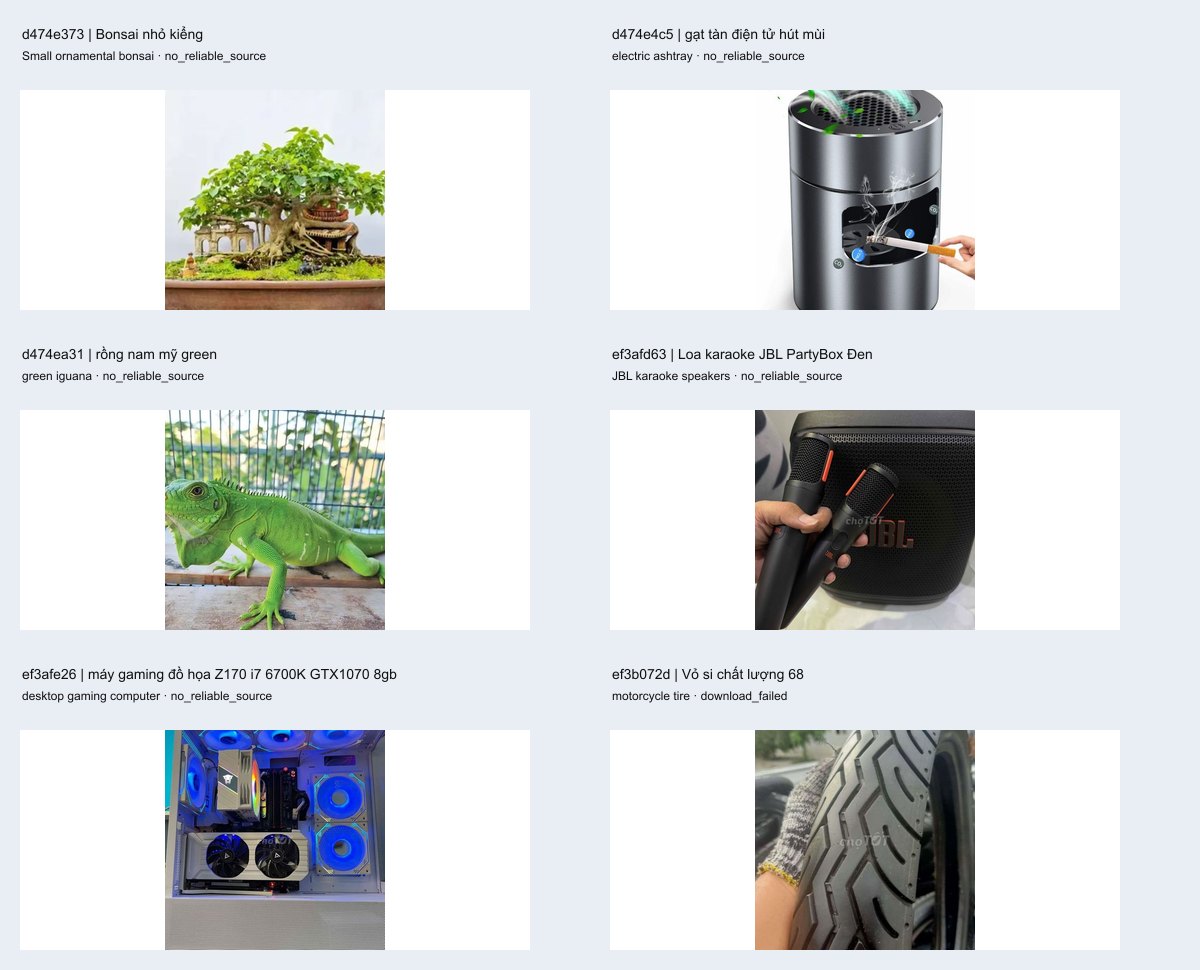 d474e373 | Bonsai nhỏ kiểng
Small ornamental bonsai · no_reliable_source
d474e4c5 | gạt tàn điện tử hút mùi
electric ashtray · no_reliable_source
d474ea31 | rồng nam mỹ green
green iguana · no_reliable_source
ef3afd63 | Loa karaoke JBL PartyBox Đen
JBL karaoke speakers · no_reliable_source
choTỐT
JBL
ef3afe26 | máy gaming đồ họa Z170 i7 6700K GTX1070 8gb
desktop gaming computer · no_reliable_source
choTỐT
ef3b072d | Vỏ si chất lượng 68
motorcycle tire · download_failed
choTỐT